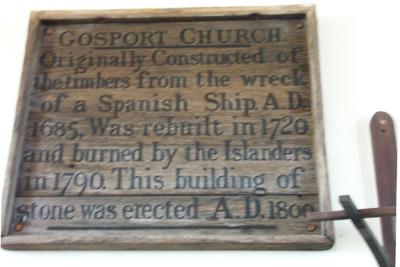 GOSPORT CHURCH.
Originally Constructed of
the timbers from the wreck
of a Spanish Ship. A.D.
1685, Was rebuilt in 1720
and burned by the Islanders
in 1790. This building of
stone was erected A.D. 1800